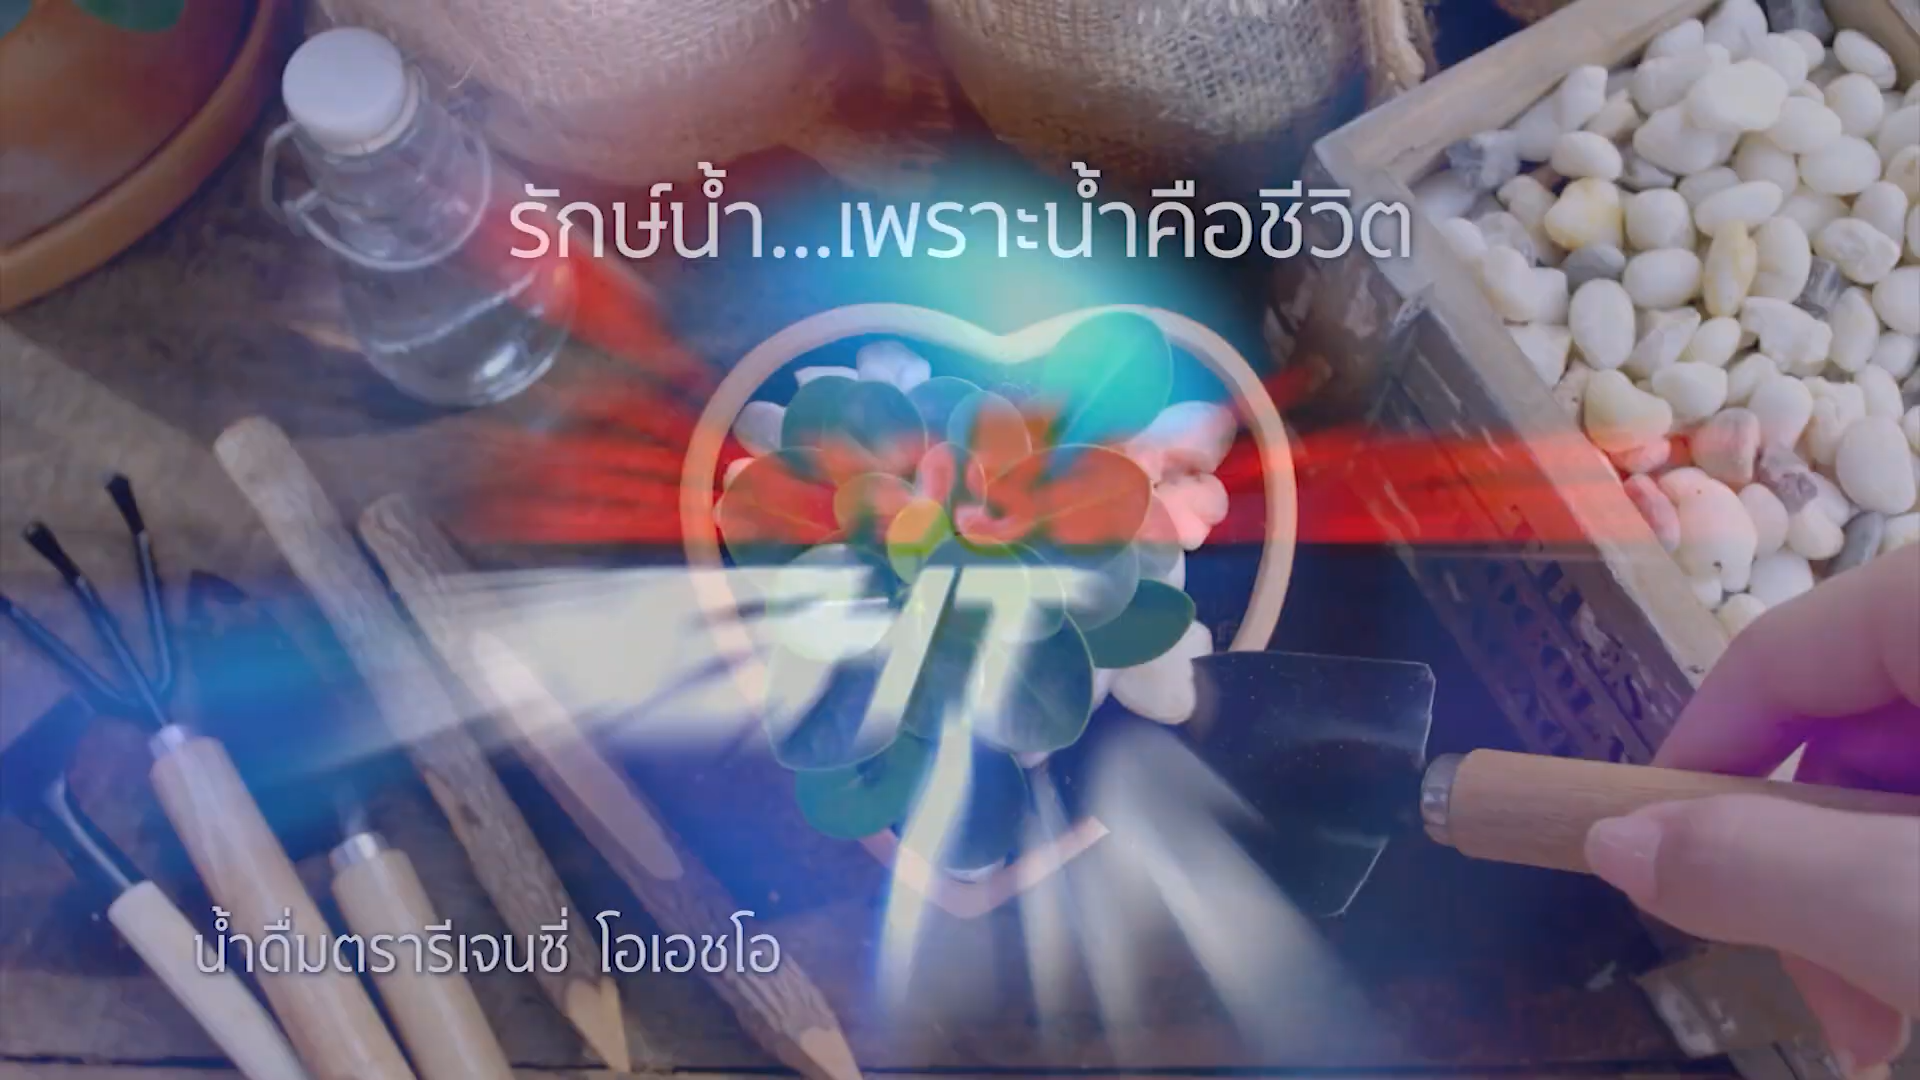 รักษ์น้ำ...เพราะน้ำคือชีวิต
น้ำดื่มตรารีเจนซี่ โอเอชโอ